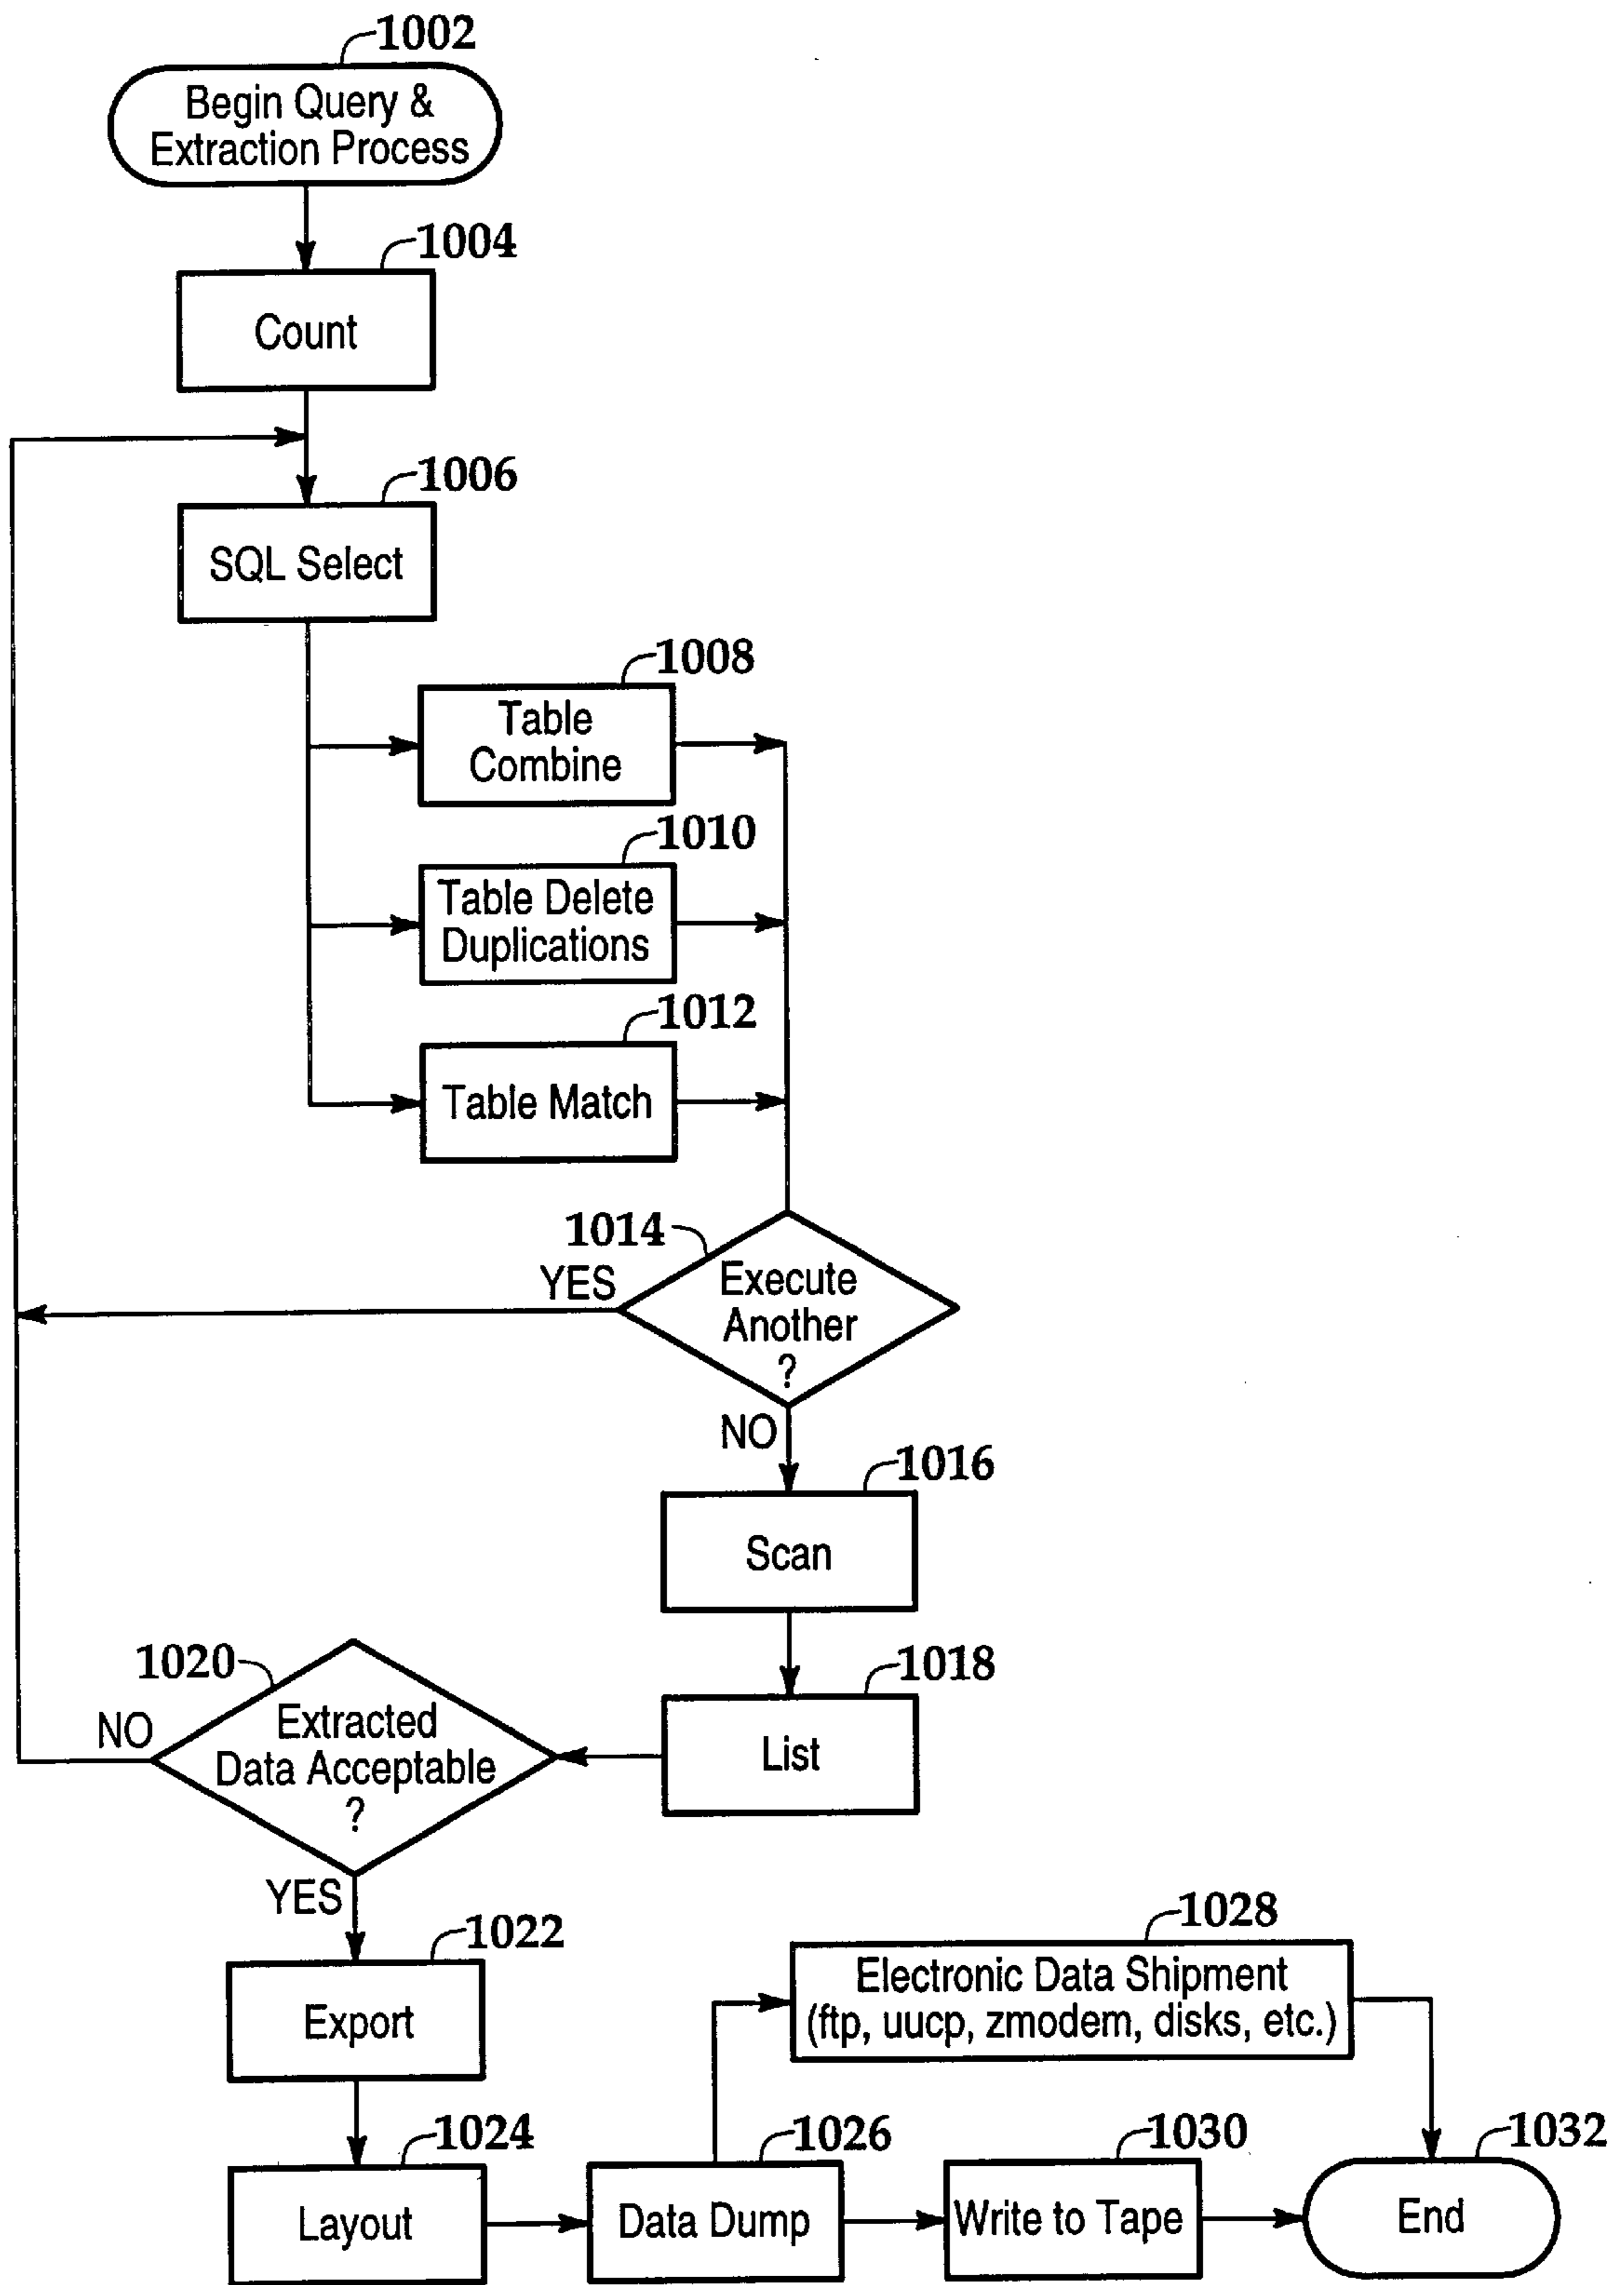 1002
Begin Query &
Extraction Process
1004
Count
1006
SQL Select
1008
Table
Combine
1010
Table Delete
Duplications
1012
Table Match
1014
YES
Execute
Another
?
NO
1016
Scan
1018
List
1020
NO
Extracted
Data Acceptable
?
YES
1022
Export
1024
Layout
1026
Data Dump
1028
Electronic Data Shipment
(ftp, uucp, zmodem, disks, etc.)
1030
Write to Tape
1032
End